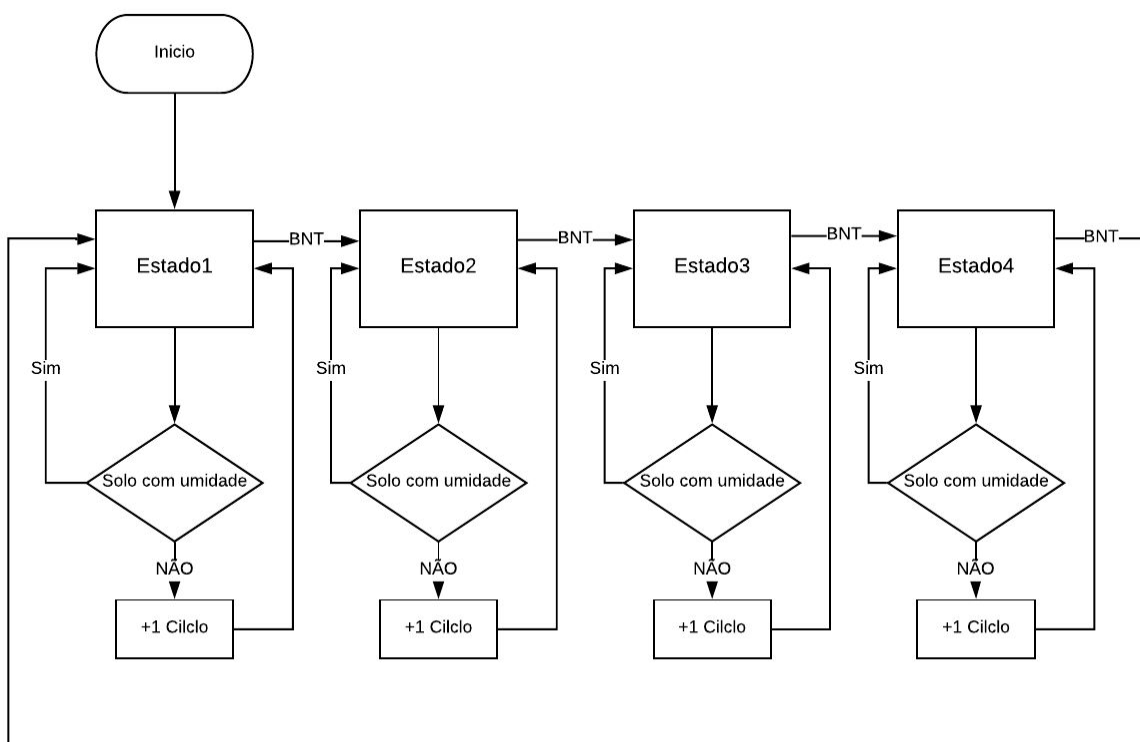 Inicio
BNT
BNT
BNT
BNT
Estado1
Estado2
Estado3
Estado4
Sim
Sim
Sim
Sim
Solo com umidade
Solo com umidade
Solo com umidade
Solo com umidade
NÃO
NÃO
NÃO
NÃO
+1 Cilclo
+1 Cilclo
+1 Cilclo
+1 Cilclo